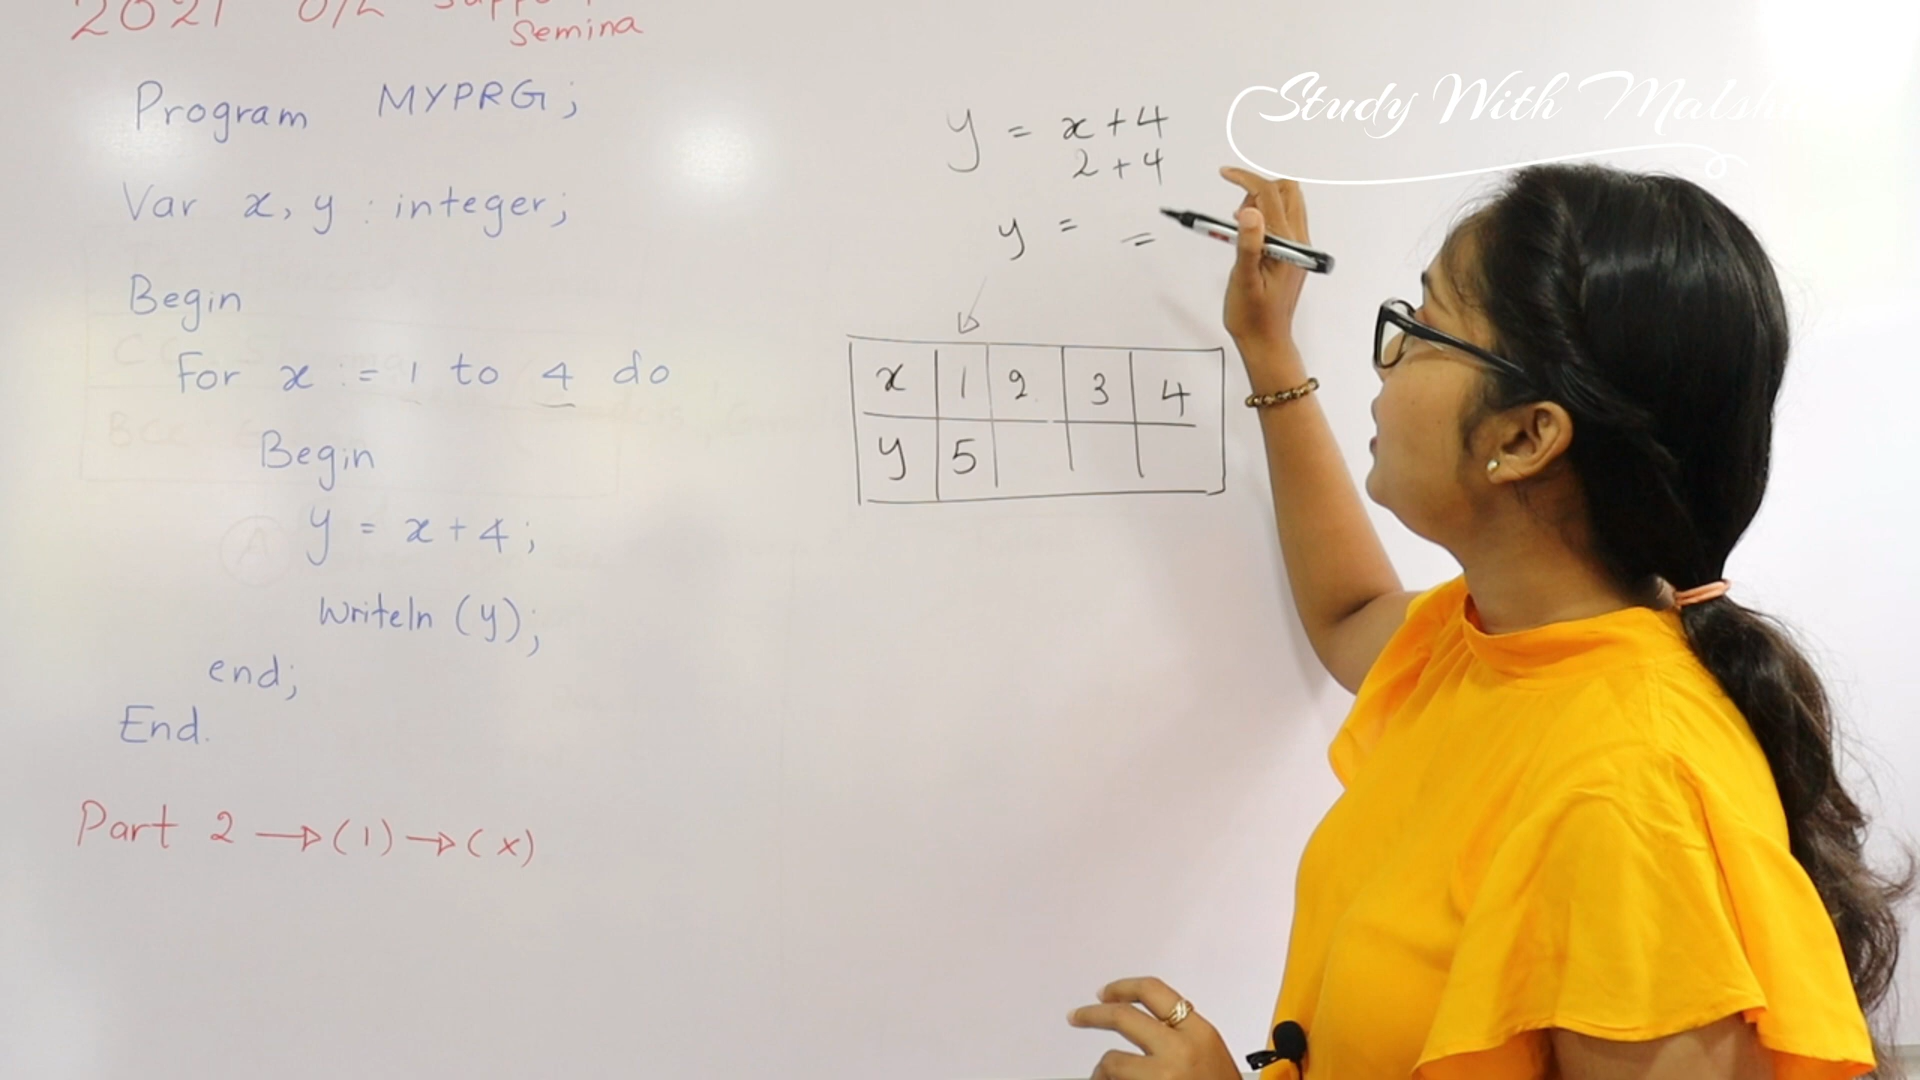 2021 O/L Support
Semina
Program MYPRG;
Var x, y : integer;
Begin
For x := 1 to 4 do
Begin
y = x + 4;
Writeln (y);
end;
End.
Part 2 → (1) → (x)
y = x + 4
2 + 4
y = =
x 1 2 3 4
y 5
Study With Malsh